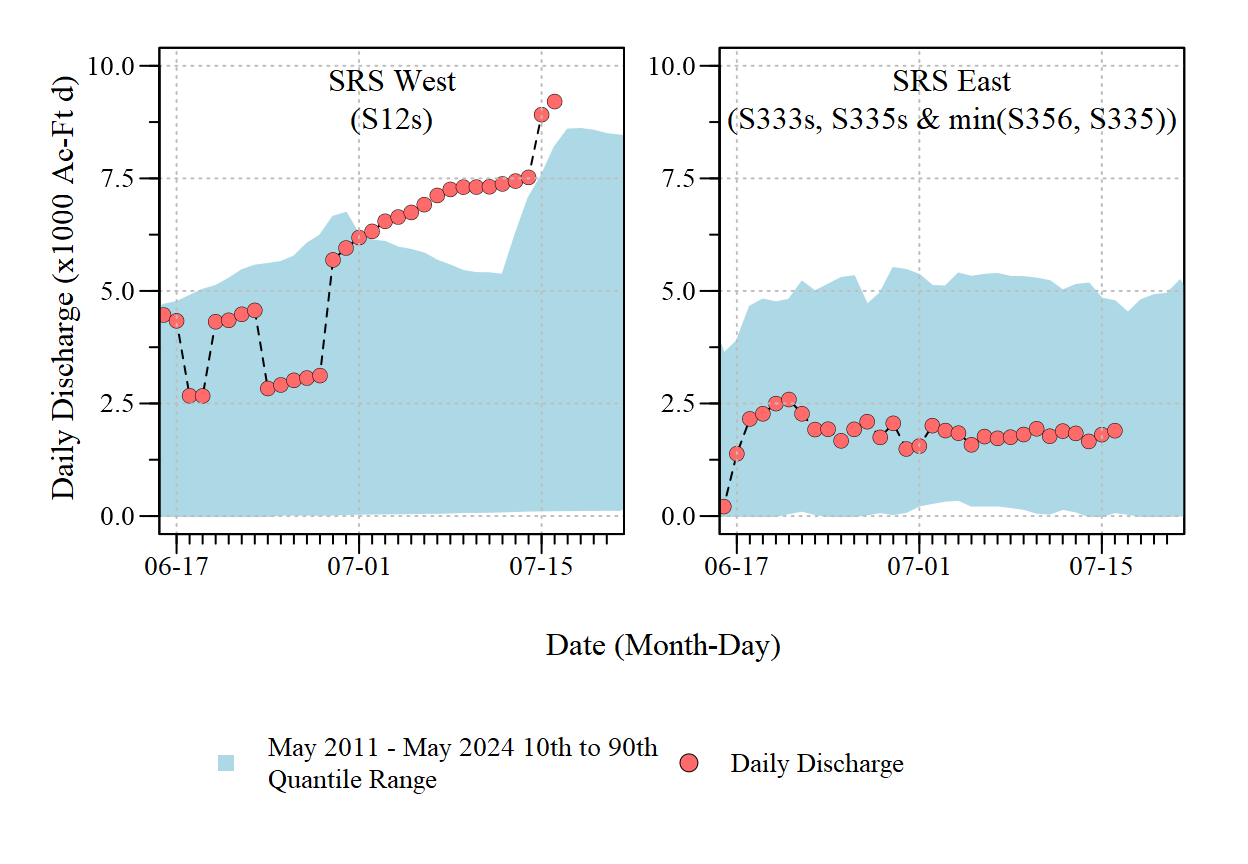 SRS West
(S12s)
SRS East
(S333s, S335s & min(S356, S335))
Daily Discharge (x1000 Ac-Ft d)
10.0
7.5
5.0
2.5
0.0
10.0
7.5
5.0
2.5
0.0
06-17 07-01 07-15
06-17 07-01 07-15
Date (Month-Day)
May 2011 - May 2024 10th to 90th
Quantile Range
Daily Discharge